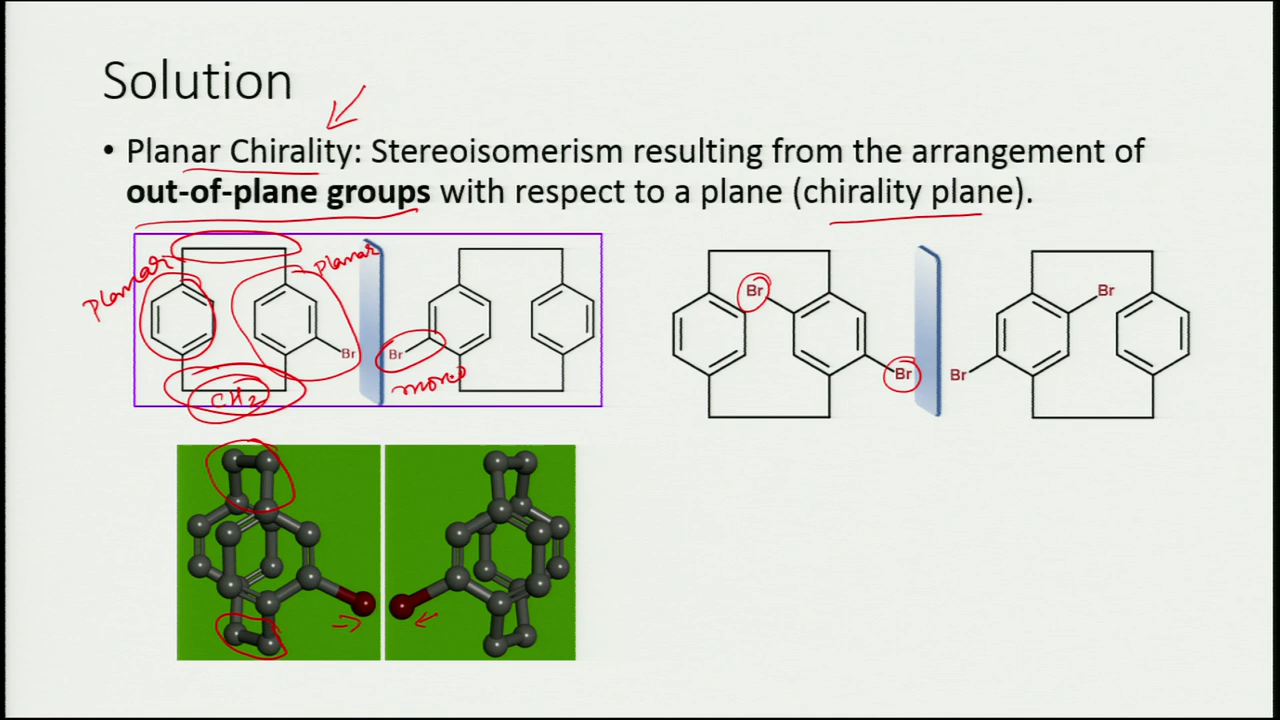 Solution
• Planar Chirality: Stereoisomerism resulting from the arrangement of
out-of-plane groups with respect to a plane (chirality plane).
Planar
Planar
Br
Br
CH2
mono
Br
Br
Br
Br